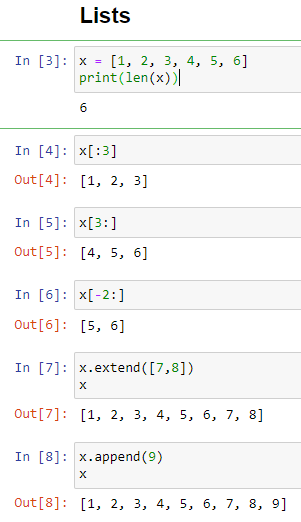 Lists
In [3]: x = [1, 2, 3, 4, 5, 6]
print(len(x))
6
In [4]: x[:3]
Out[4]: [1, 2, 3]
In [5]: x[3:]
Out[5]: [4, 5, 6]
In [6]: x[-2:]
Out[6]: [5, 6]
In [7]: x.extend([7,8])
x
Out[7]: [1, 2, 3, 4, 5, 6, 7, 8]
In [8]: x.append(9)
x
Out[8]: [1, 2, 3, 4, 5, 6, 7, 8, 9]